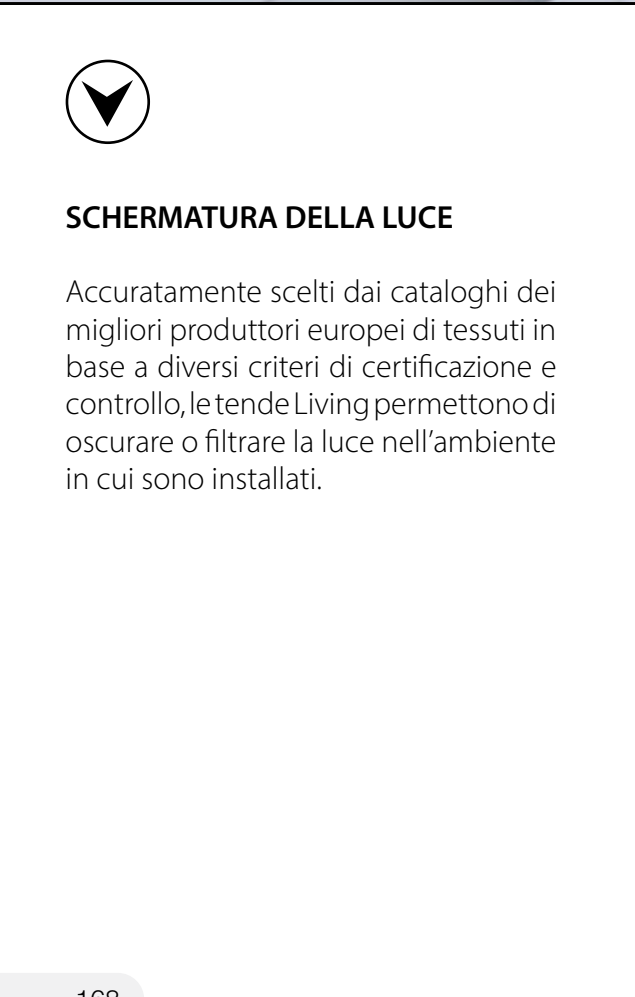 SCHERMATURA DELLA LUCE
Accuratamente scelti dai cataloghi dei
migliori produttori europei di tessuti in
base a diversi criteri di certificazione e
controllo, le tende Living permettono di
oscurare o filtrare la luce nell’ambiente
in cui sono installati.
168